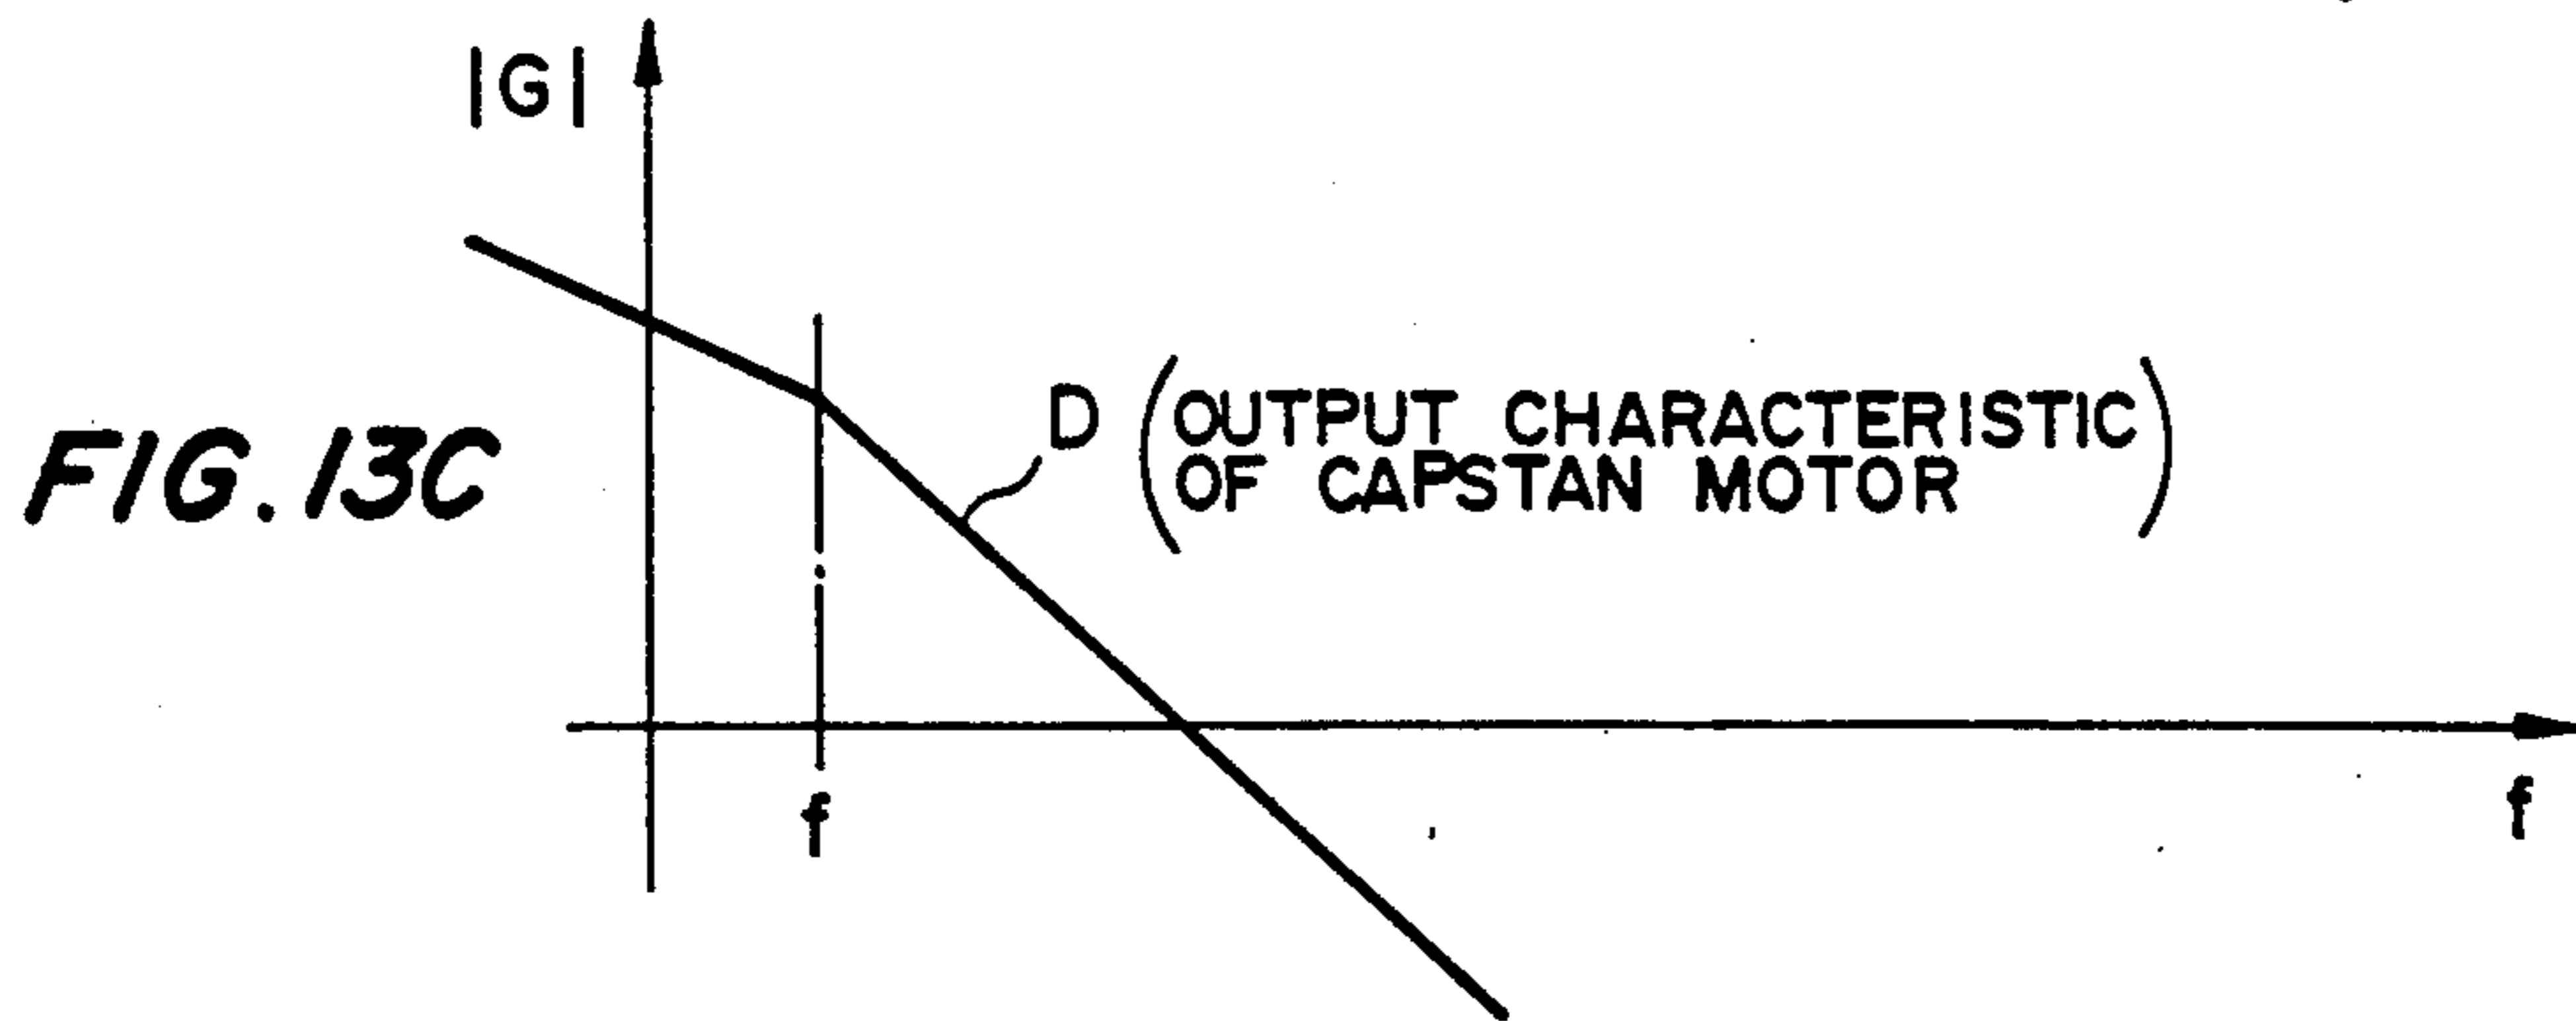 |G|
FIG. 13C
D (OUTPUT CHARACTERISTIC
OF CAPSTAN MOTOR)
f
f